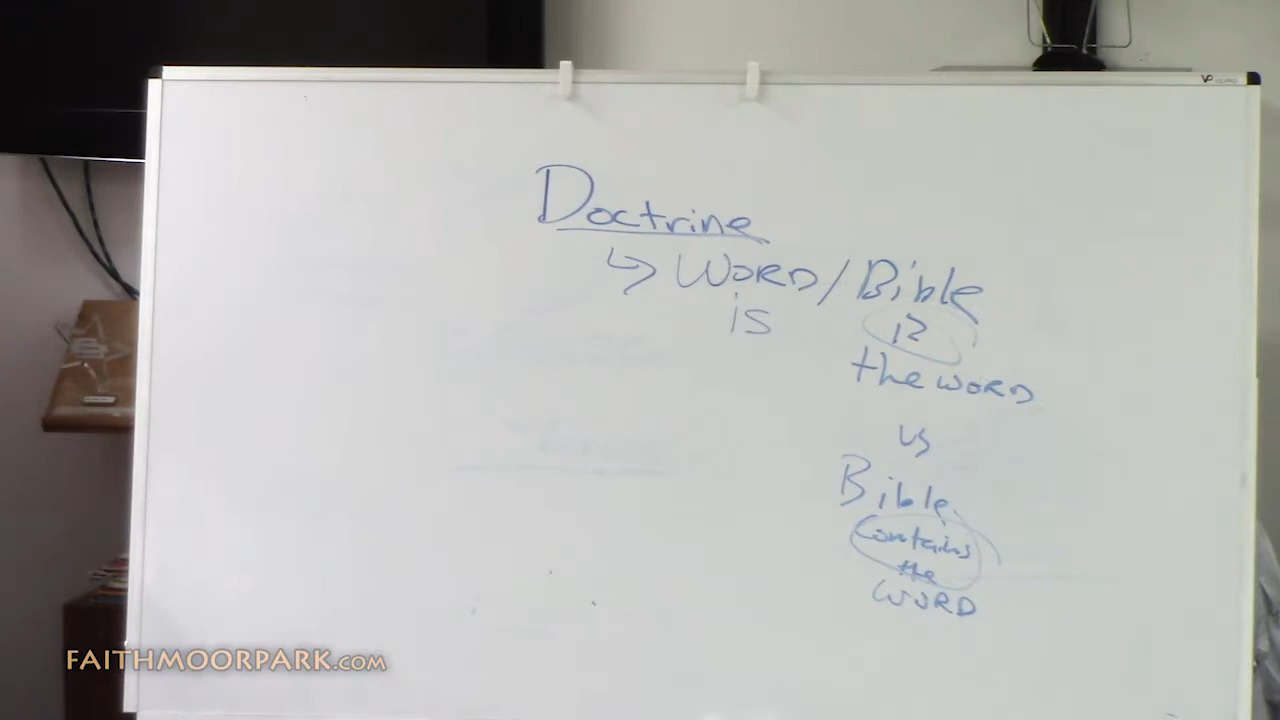 Doctrine
↳ WORD/Bible
is is
the WORD
vs
Bible
Contains
the
WORD
FAITHMOORPARK.COM